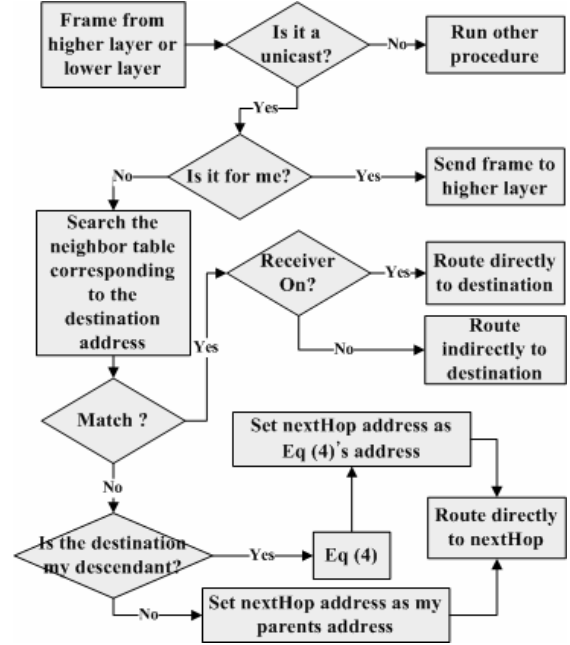 Frame from
higher layer or
lower layer
Is it a
unicast?
No
Run other
procedure
Yes
Is it for me?
No
Yes
Send frame to
higher layer
Search the
neighbor table
corresponding
to the
destination
address
Receiver
On?
Yes
Route directly
to destination
Yes
No
Route
indirectly to
destination
Match ?
Set nextHop address as
Eq (4)'s address
No
Route directly
to nextHop
Is the destination
my descendant?
Yes
Eq (4)
No
Set nextHop address as my
parents address